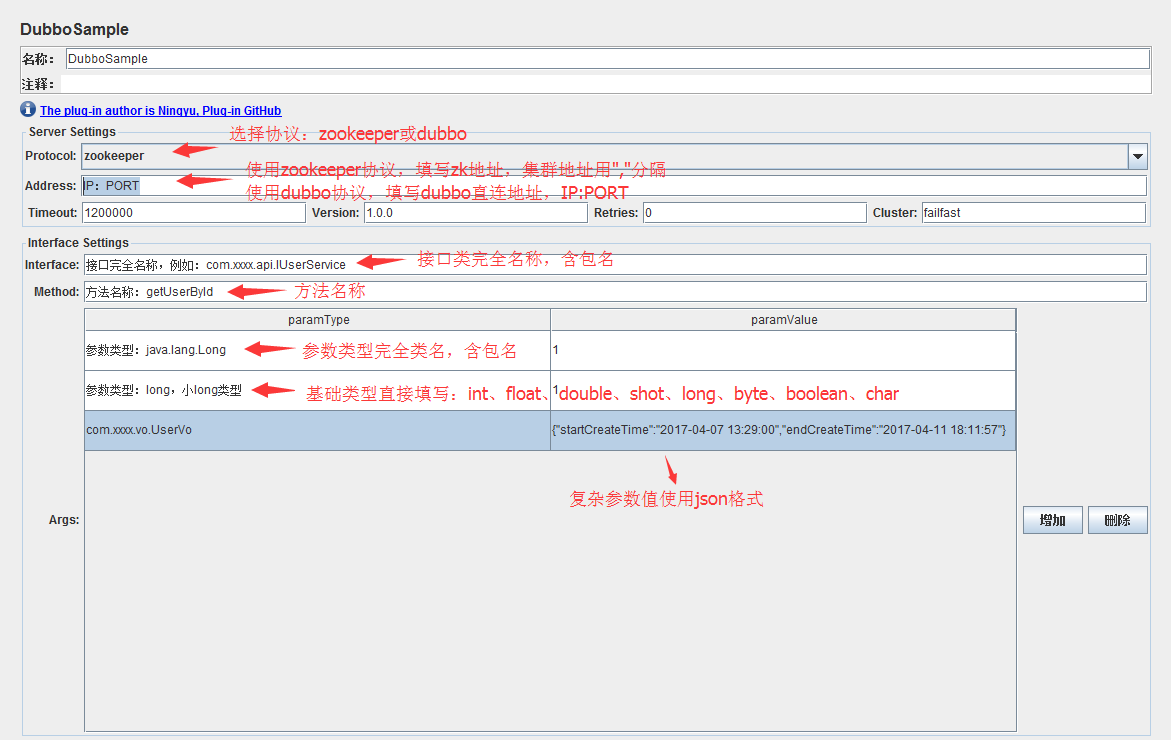 DubboSample
名称： DubboSample
注释：
The plug-in author is Ningyu, Plug-in GitHub
Server Settings
选择协议：zookeeper或dubbo
Protocol: zookeeper
使用zookeeper协议，填写zk地址，集群地址用","分隔
Address: IP：PORT
使用dubbo协议，填写dubbo直连地址，IP:PORT
Timeout: 1200000 Version: 1.0.0 Retries: 0 Cluster: failfast
Interface Settings
Interface: 接口完全名称，例如：com.xxxx.api.IUserService 接口类完全名称，含包名
Method: 方法名称：getUserById 方法名称
paramType paramValue
参数类型：java.lang.Long 参数类型完全类名，含包名 1
参数类型：long，小long类型 基础类型直接填写：int、float、double、shot、long、byte、boolean、char 1
com.xxxx.vo.UserVo {"startCreateTime":"2017-04-07 13:29:00","endCreateTime":"2017-04-11 18:11:57"}
复杂参数值使用json格式
Args: 增加 删除